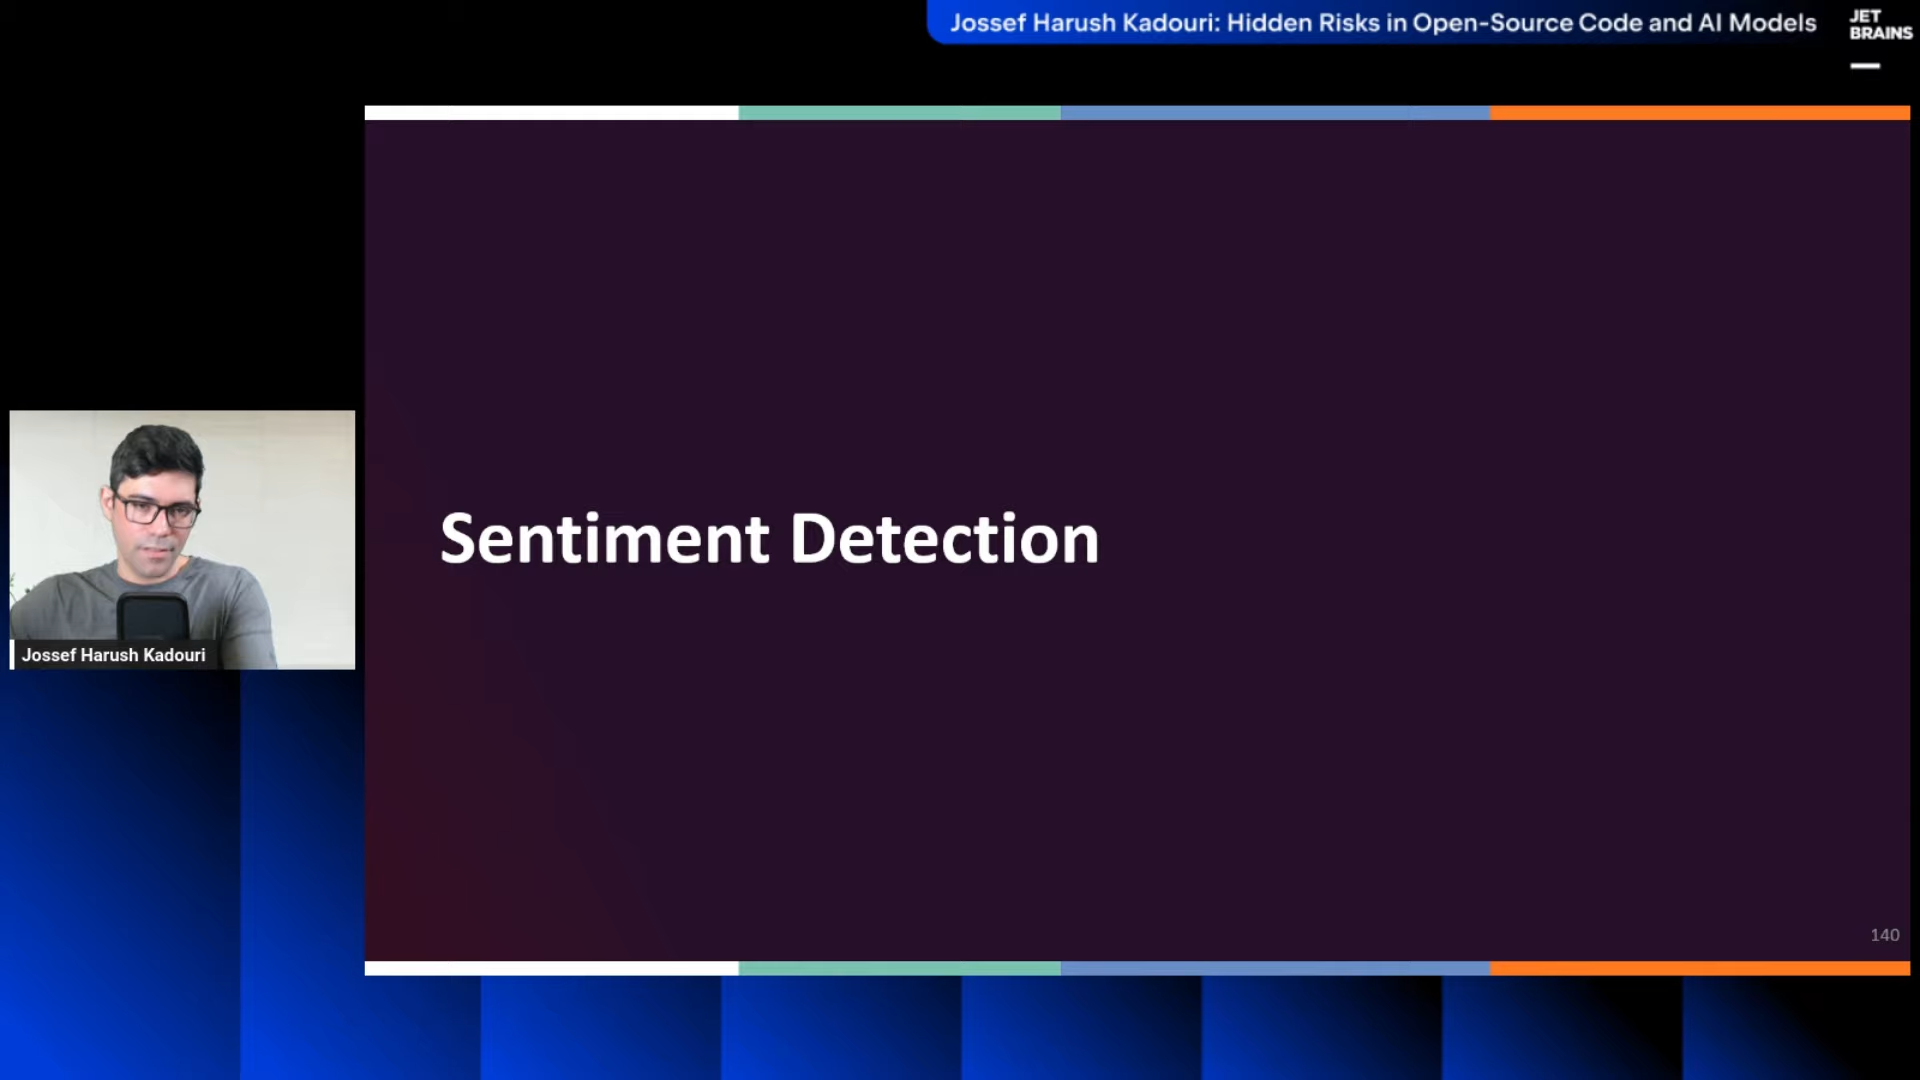 Jossef Harush Kadouri: Hidden Risks in Open-Source Code and AI Models
JET
BRAINS
Sentiment Detection
Jossef Harush Kadouri
140